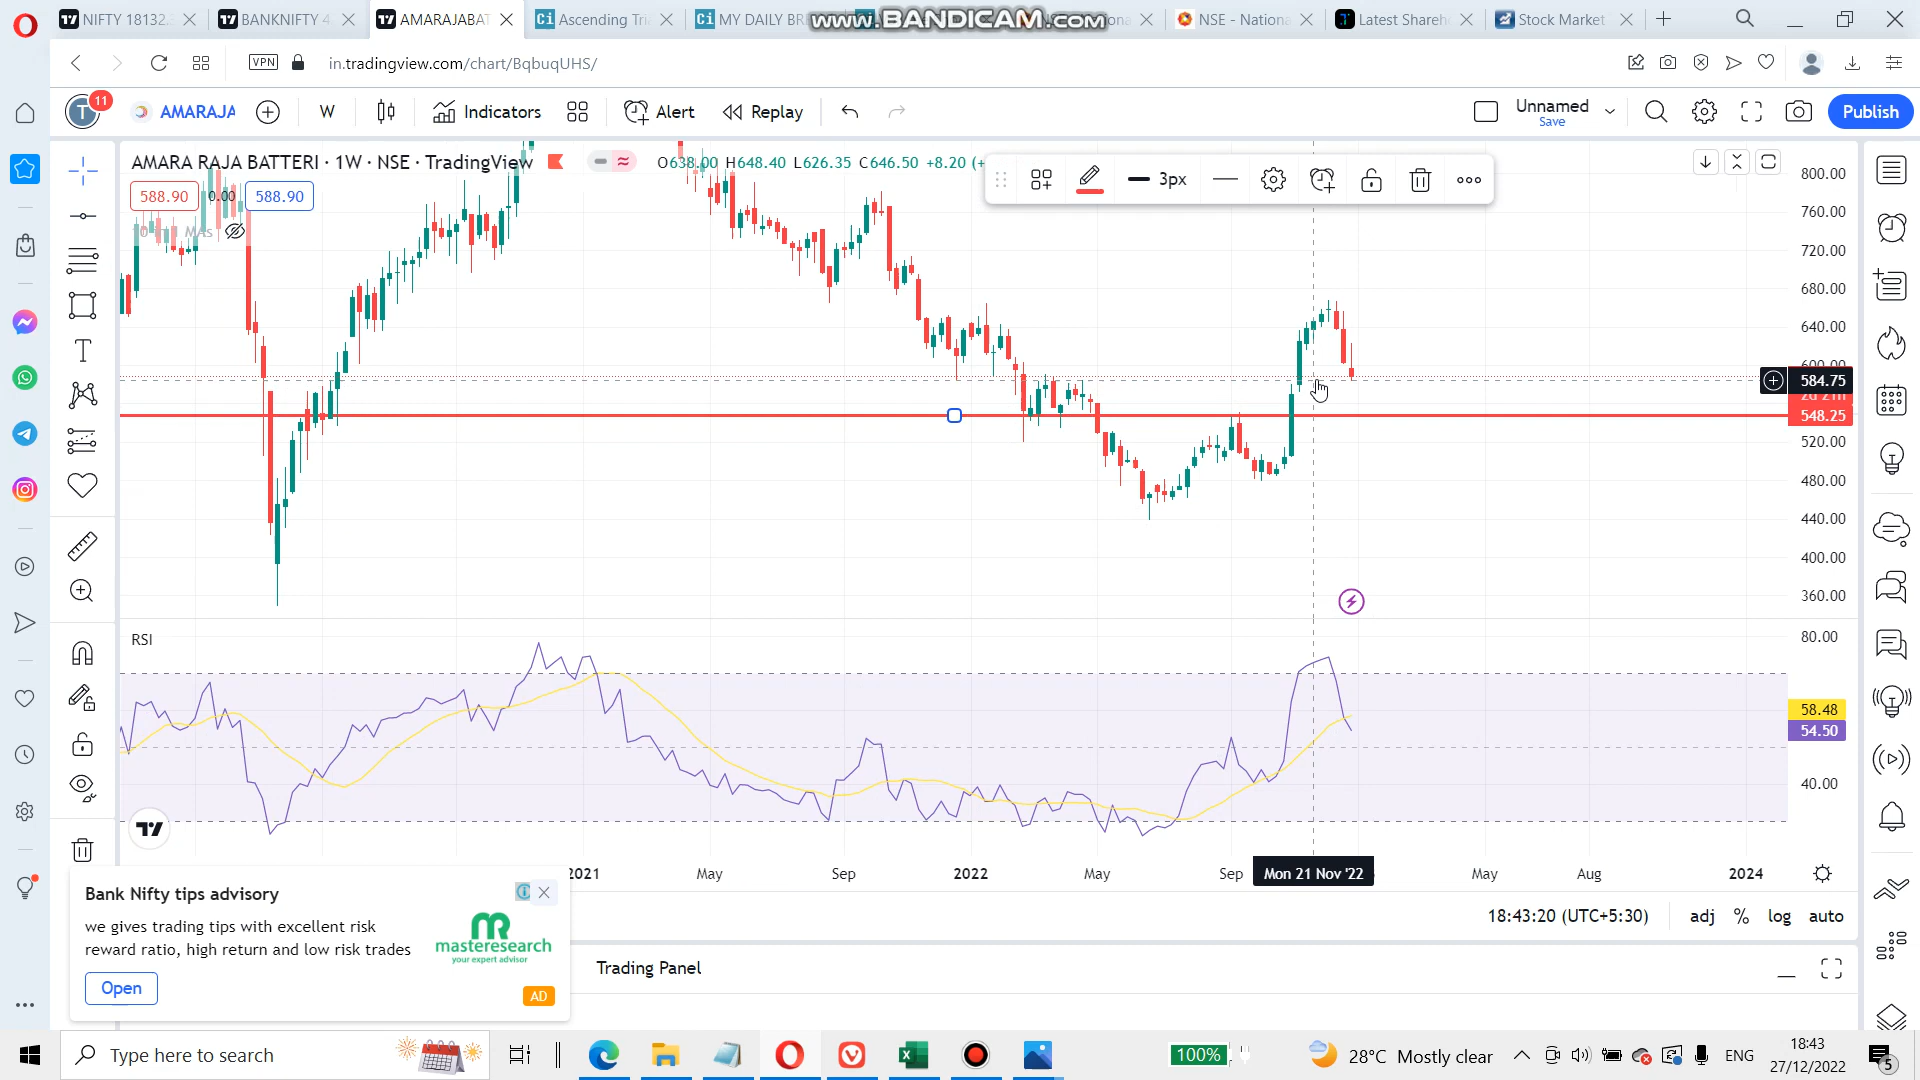 NIFTY 18132.
BANKNIFTY 4
AMARAJABAT
Ascending Tri
MY DAILY BR
www.BANDICAM.com
NSE - Nationa
Latest Shareh
Stock Market
VPN
in.tradingview.com/chart/BqbuqUHS/
T
11
AMARAJA
W
Indicators
Alert
Replay
Unnamed
Save
Publish
AMARA RAJA BATTERI · 1W · NSE · TradingView
O638.00 H648.40 L626.35 C646.50 +8.20 (+
3px
588.90
0.00
588.90
800.00
760.00
720.00
680.00
640.00
600.00
584.75
548.25
520.00
480.00
440.00
400.00
360.00
RSI
80.00
58.48
54.50
40.00
2021
May
Sep
2022
May
Sep
Mon 21 Nov '22
May
Aug
2024
18:43:20 (UTC+5:30)
adj
%
log
auto
Bank Nifty tips advisory
we gives trading tips with excellent risk
reward ratio, high return and low risk trades
masteresearch
your expert advisor
Open
AD
Trading Panel
Type here to search
100%
28°C Mostly clear
ENG
18:43
27/12/2022
5